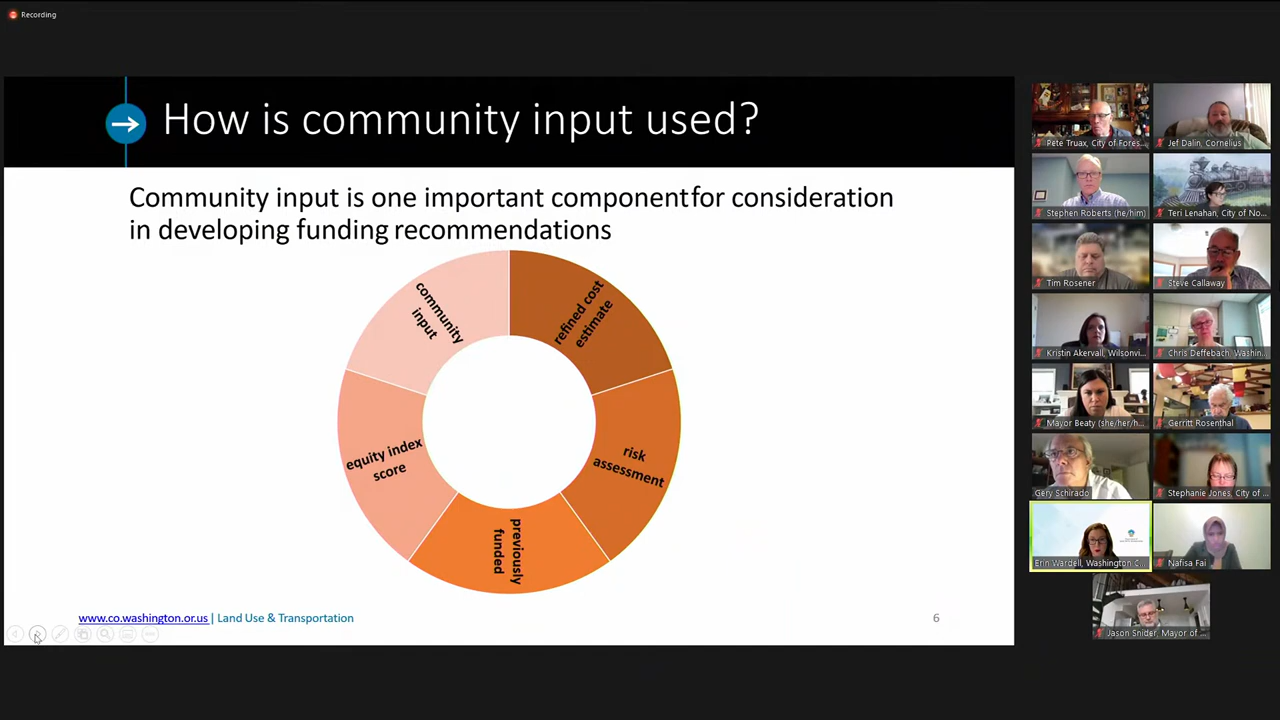 Recording
How is community input used?
Community input is one important component for consideration
in developing funding recommendations
community
input
refined cost
estimate
equity index
score
risk
assessment
previously
funded
www.co.washington.or.us | Land Use & Transportation
6
Pete Truax, City of Fores...
Jef Dalin, Cornelius
Stephen Roberts (he/him)
Teri Lenahan, City of No...
Tim Rosener
Steve Callaway
Kristin Akervall, Wilsonvi...
Chris Deffebach, Washin...
Mayor Beaty (she/her/h...
Gerritt Rosenthal
Gery Schirado
Stephanie Jones, City of ...
Erin Wardell, Washington C...
Nafisa Fai
Jason Snider, Mayor of ...